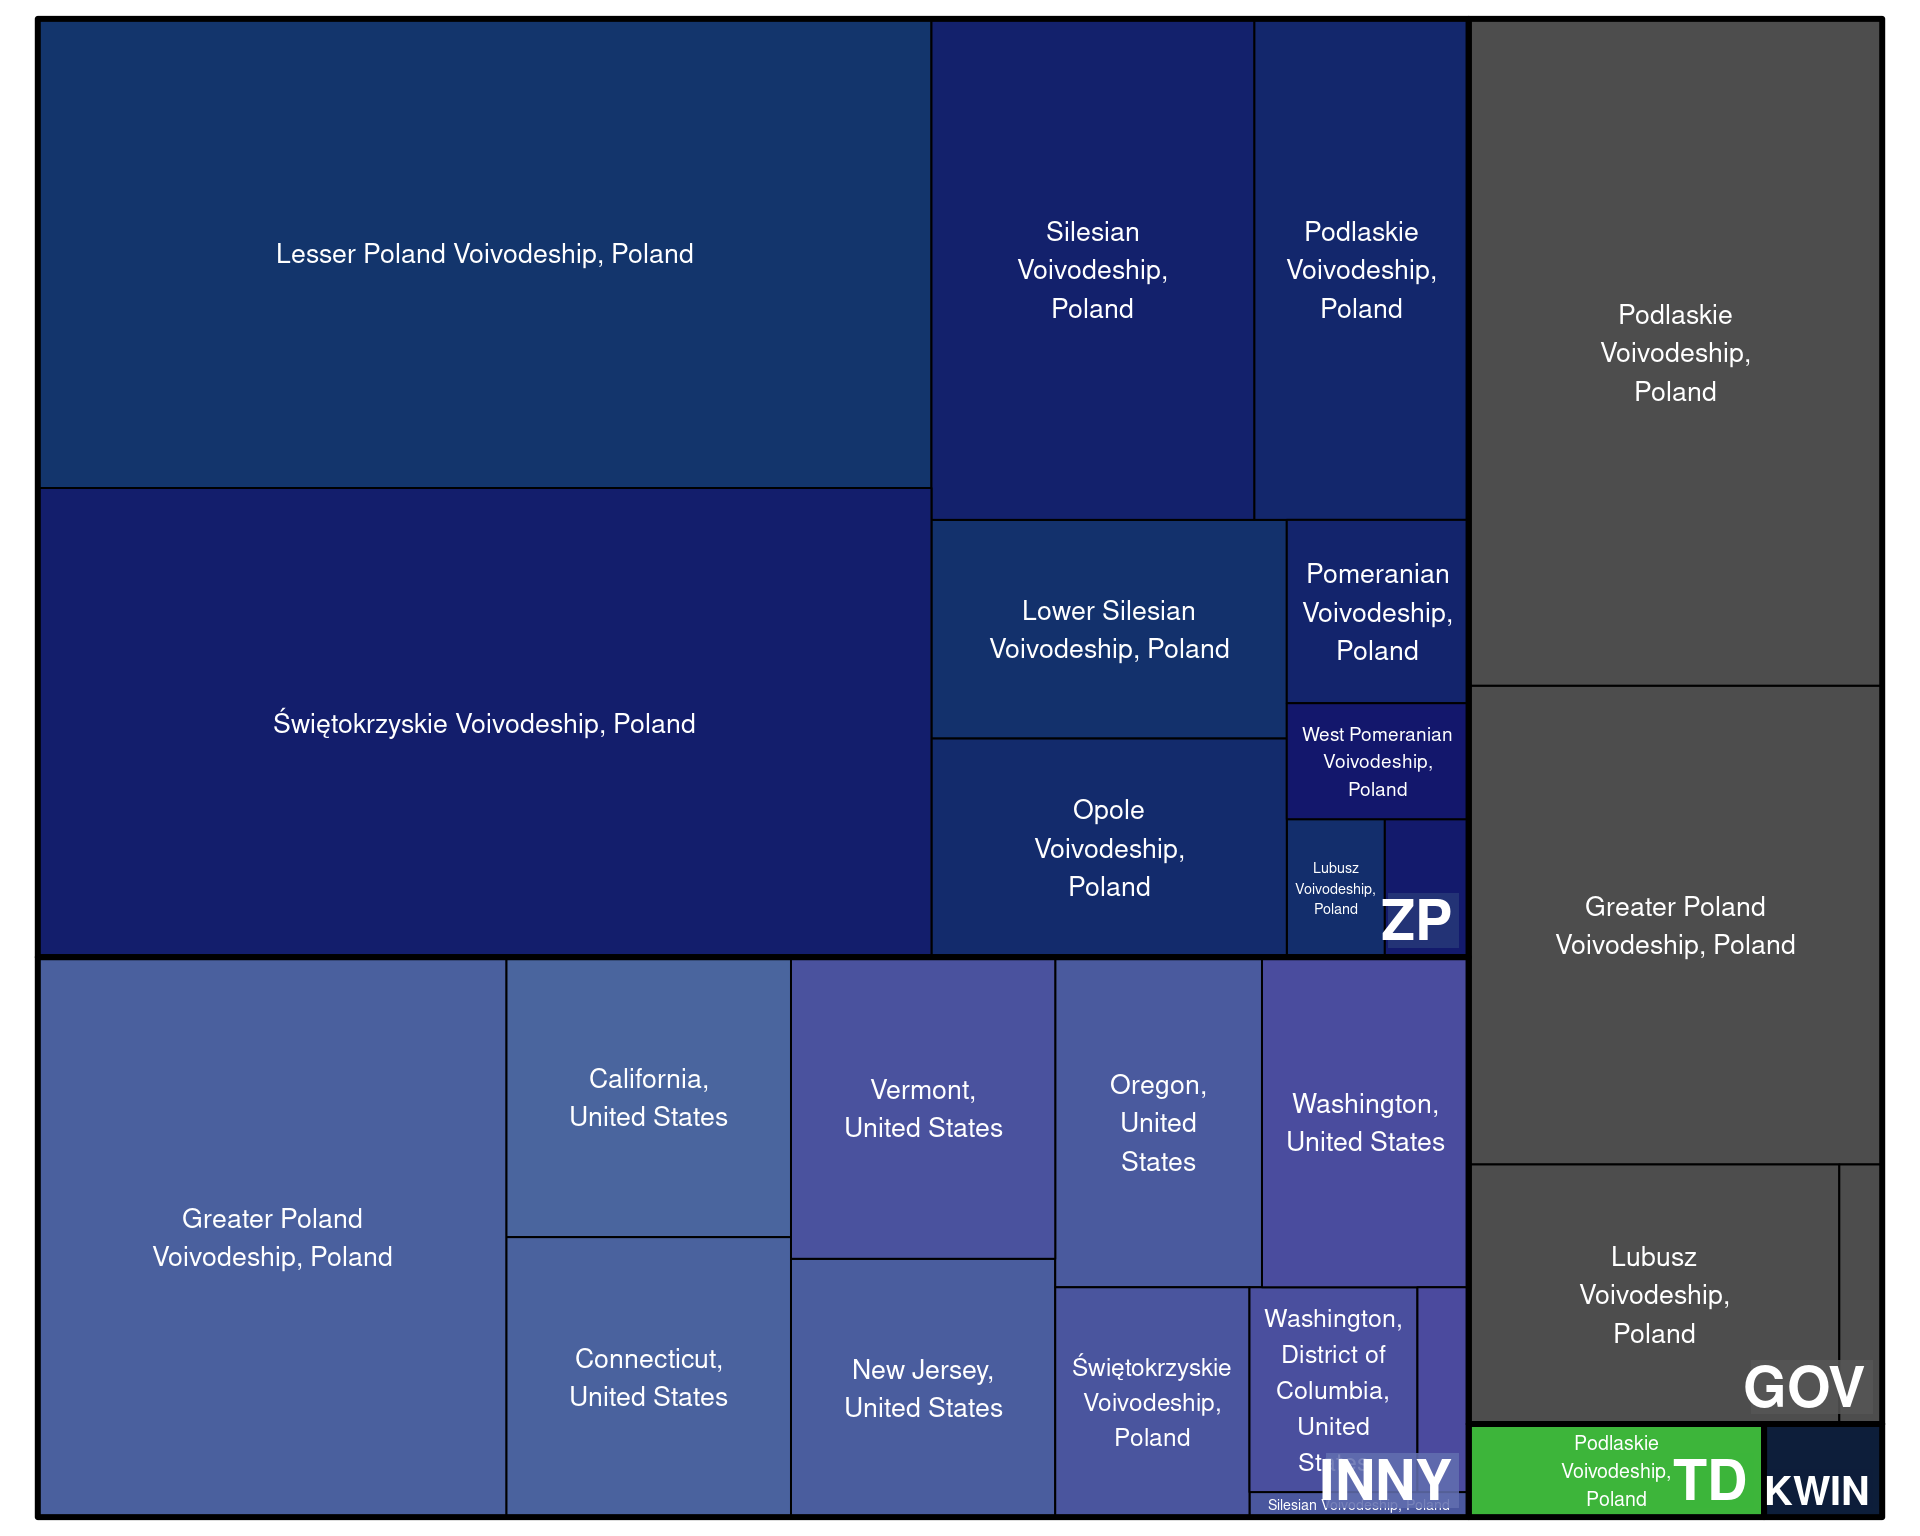 Lesser Poland Voivodeship, Poland
Świętokrzyskie Voivodeship, Poland
Silesian
Voivodeship,
Poland
Podlaskie
Voivodeship,
Poland
Lower Silesian
Voivodeship, Poland
Opole
Voivodeship,
Poland
Pomeranian
Voivodeship,
Poland
West Pomeranian
Voivodeship,
Poland
Lubusz
Voivodeship,
Poland
ZP
Greater Poland
Voivodeship, Poland
California,
United States
Connecticut,
United States
Vermont,
United States
New Jersey,
United States
Oregon,
United
States
Washington,
United States
Świętokrzyskie
Voivodeship,
Poland
Washington,
District of
Columbia,
United
States
Silesian Voivodeship, Poland
INNY
Podlaskie
Voivodeship,
Poland
Greater Poland
Voivodeship, Poland
Lubusz
Voivodeship,
Poland
GOV
Podlaskie
Voivodeship,
Poland
TD
KWIN